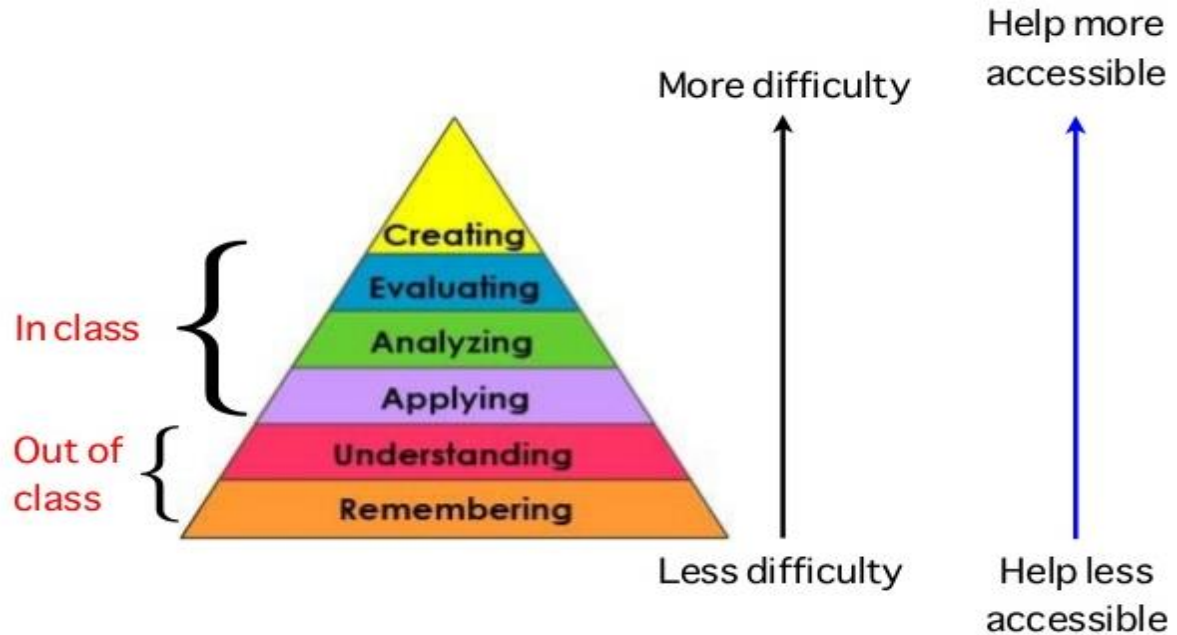 Help more
accessible
More difficulty
Creating
Evaluating
In class
Analyzing
Applying
Out of
class
Understanding
Remembering
Less difficulty
Help less
accessible